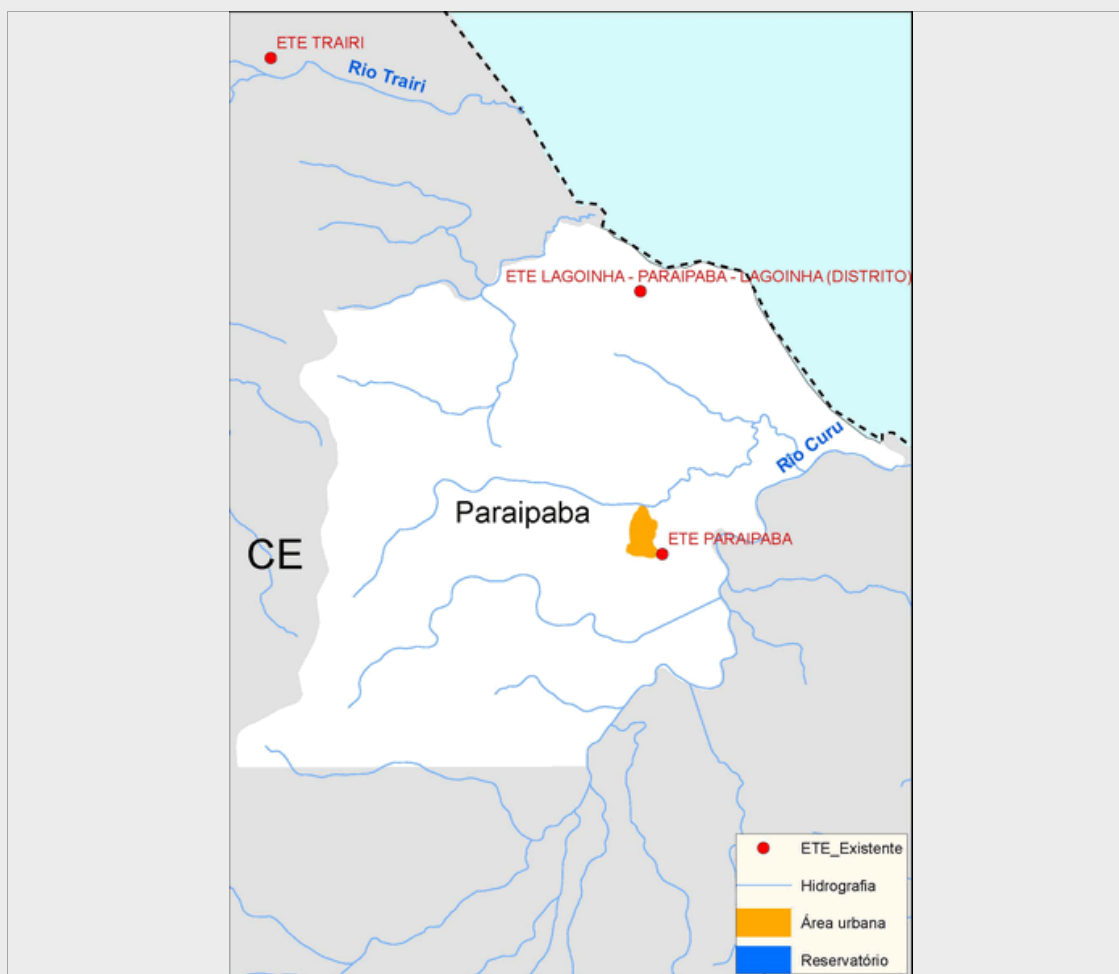 ETE TRAIRI
Rio Trairi
ETE LAGOINHA - PARAIPABA - LAGOINHA (DISTRITO)
Rio Curu
Paraipaba
ETE PARAIPABA
CE
ETE_Existente
Hidrografia
Área urbana
Reservatório